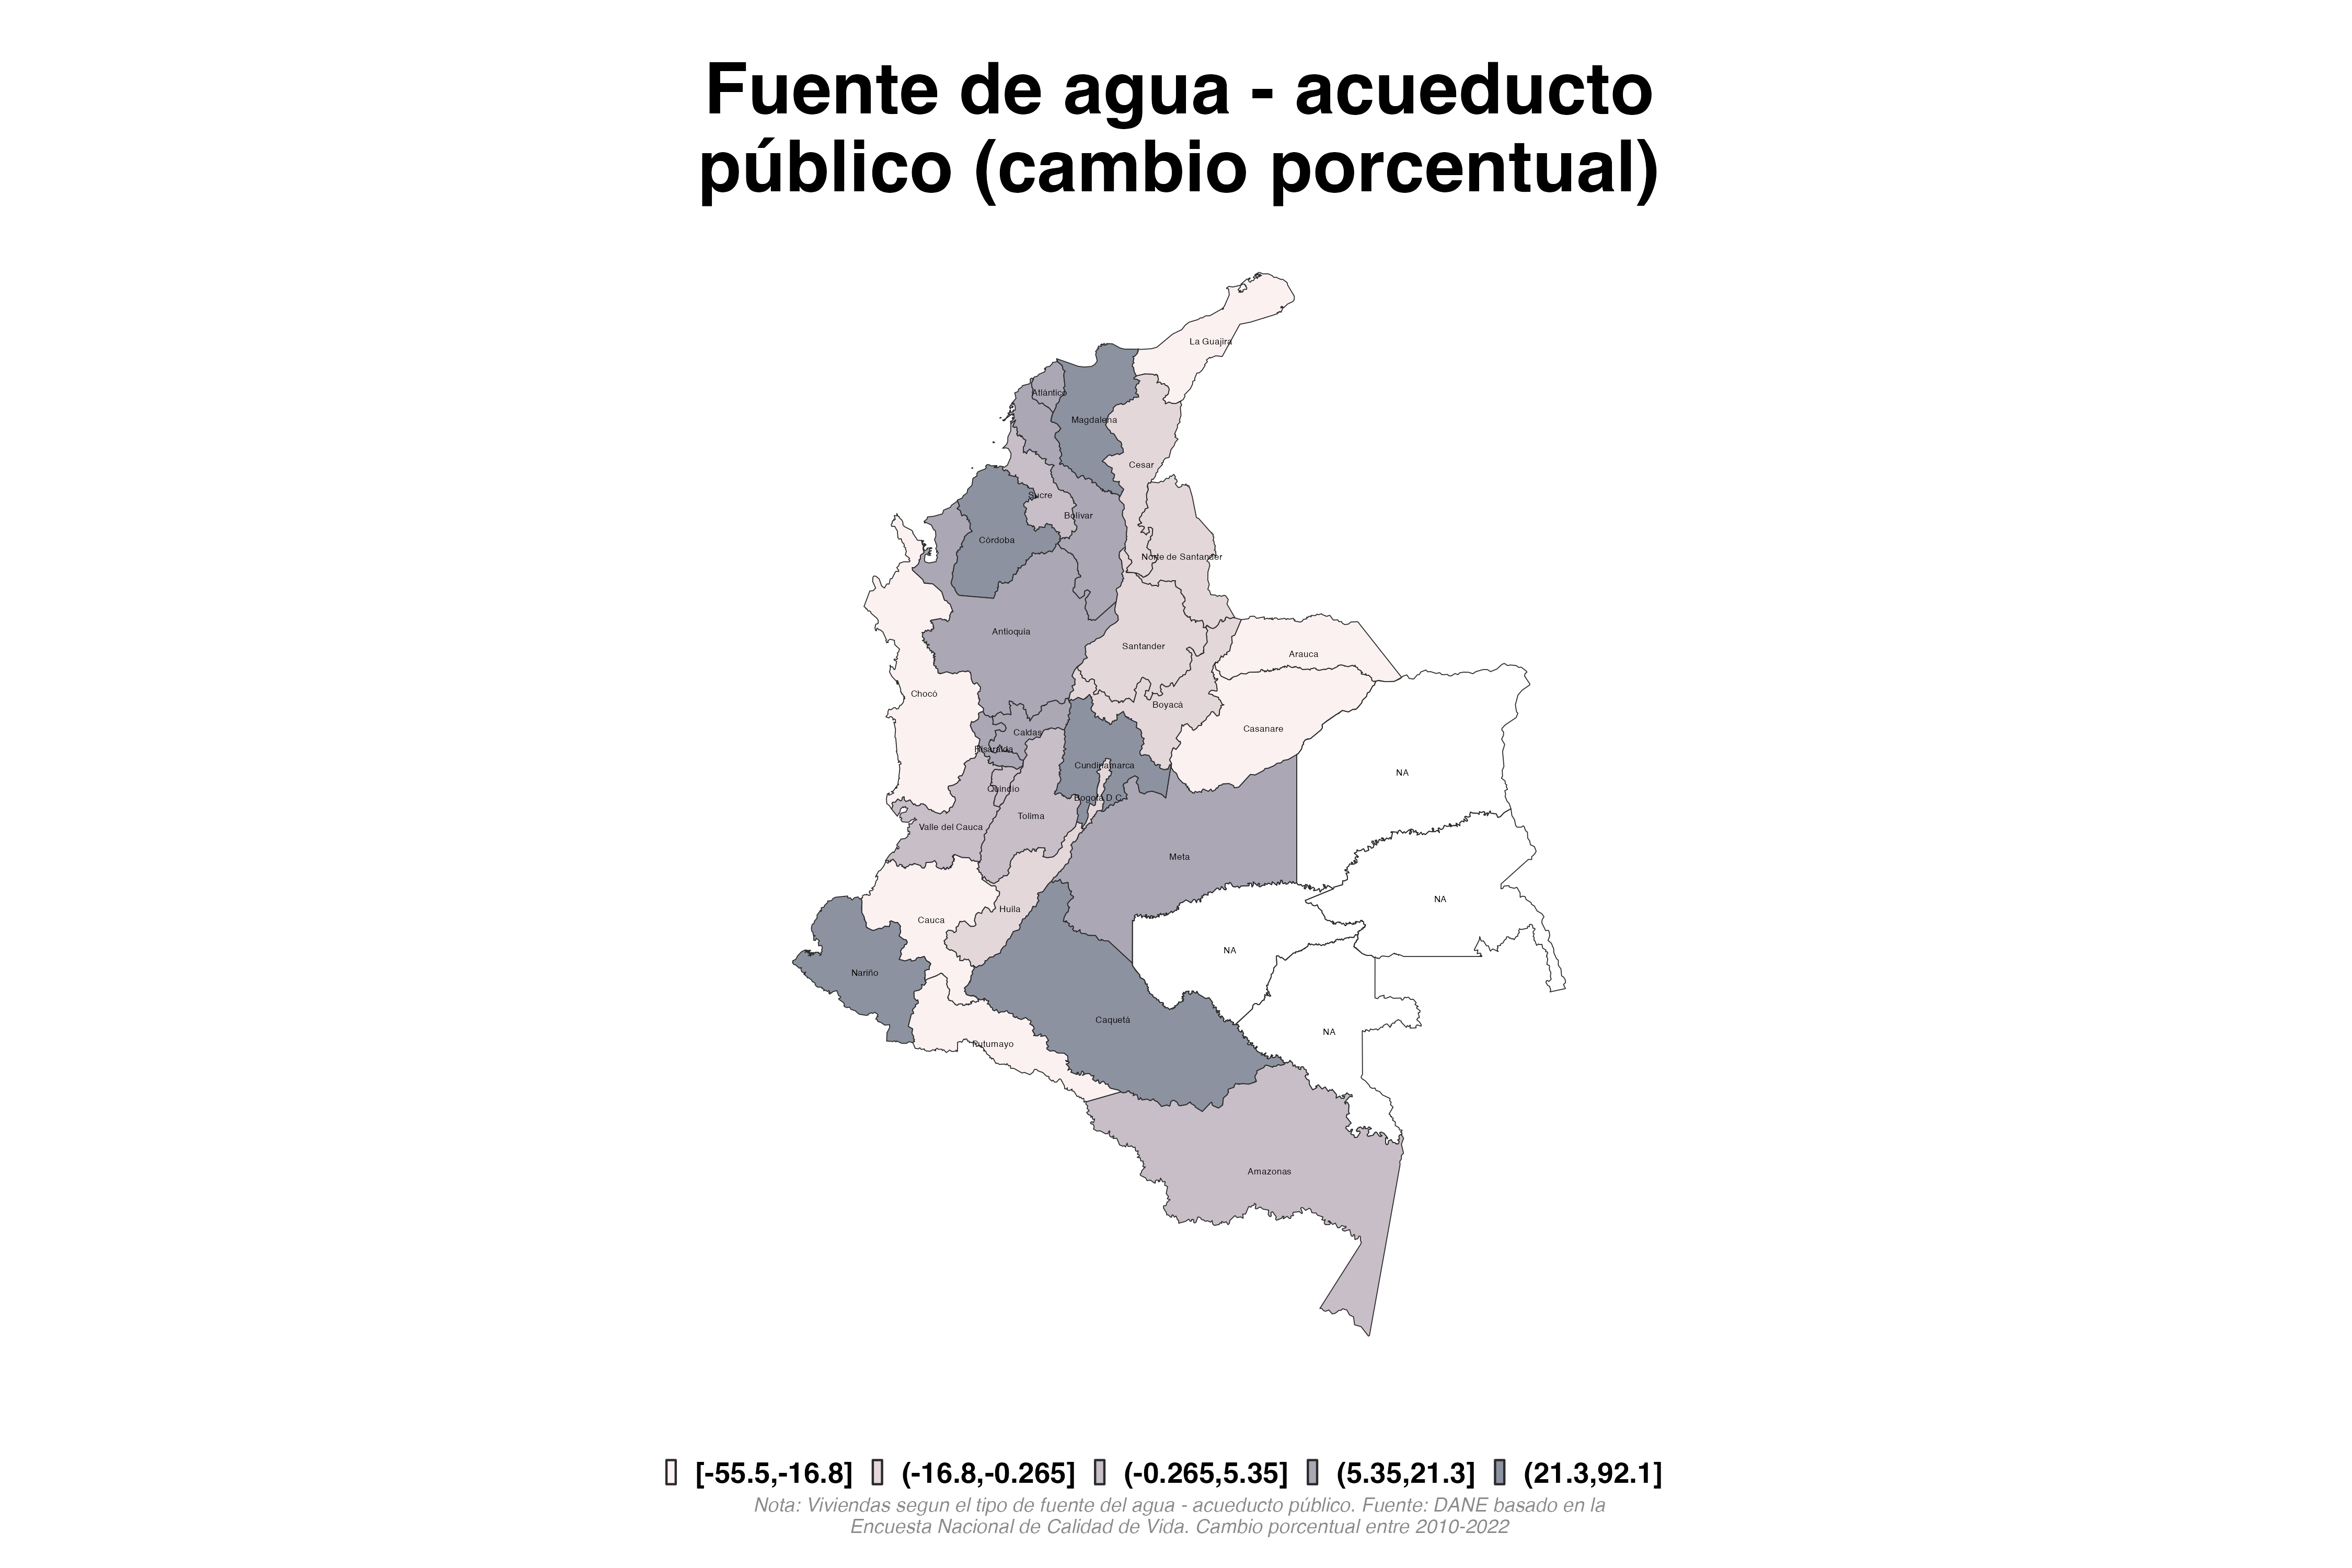 Fuente de agua - acueducto
público (cambio porcentual)
La Guajira
Atlántico
Magdalena
Cesar
Sucre
Bolívar
Córdoba
Norte de Santander
Antioquia
Santander
Arauca
Chocó
Boyacá
Casanare
Caldas
Risaralda
Cundinamarca
NA
Quindío
Bogotá D.C.
Tolima
Valle del Cauca
Meta
NA
Huila
Cauca
NA
Nariño
Caquetá
NA
Putumayo
Amazonas
[-55.5,-16.8] (-16.8,-0.265] (-0.265,5.35] (5.35,21.3] (21.3,92.1]
Nota: Viviendas segun el tipo de fuente del agua - acueducto público. Fuente: DANE basado en la
Encuesta Nacional de Calidad de Vida. Cambio porcentual entre 2010-2022